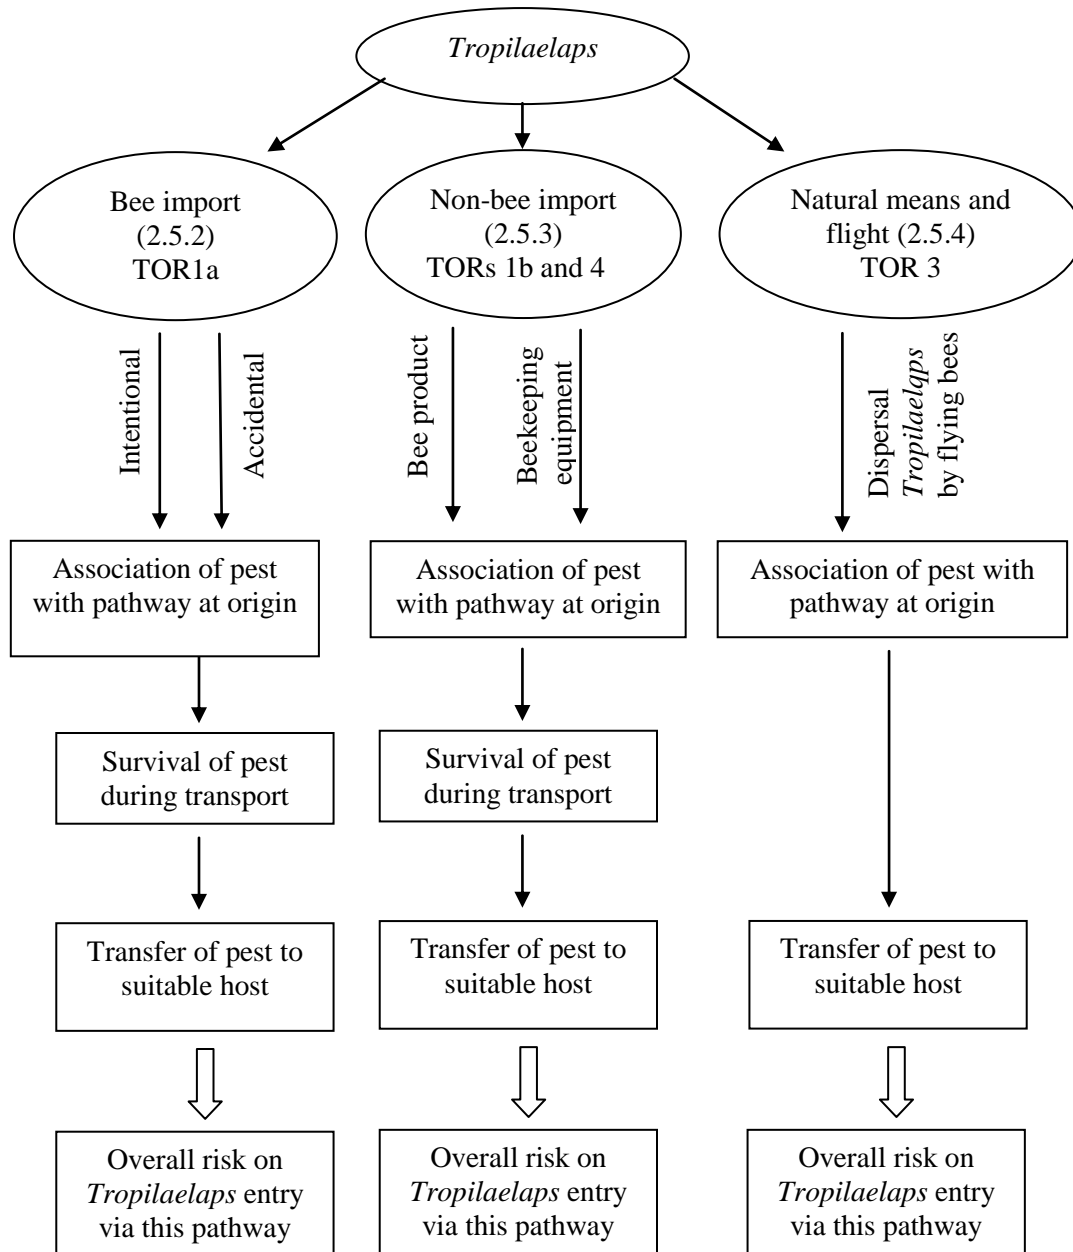 Tropilaelaps
Bee import
(2.5.2)
TOR1a
Non-bee import
(2.5.3)
TORs 1b and 4
Natural means and
flight (2.5.4)
TOR 3
Intentional
Accidental
Bee product
Beekeeping
equipment
Dispersal
Tropilaelqps
by flying bees
Association of pest
with pathway at origin
Association of pest
with pathway at origin
Association of pest with
pathway at origin
Survival of pest
during transport
Survival of pest
during transport
Transfer of pest to
suitable host
Transfer of pest to
suitable host
Transfer of pest to
suitable host
Overall risk on
Tropilaelaps entry
via this pathway
Overall risk on
Tropilaelaps entry
via this pathway
Overall risk on
Tropilaelaps entry
via this pathway